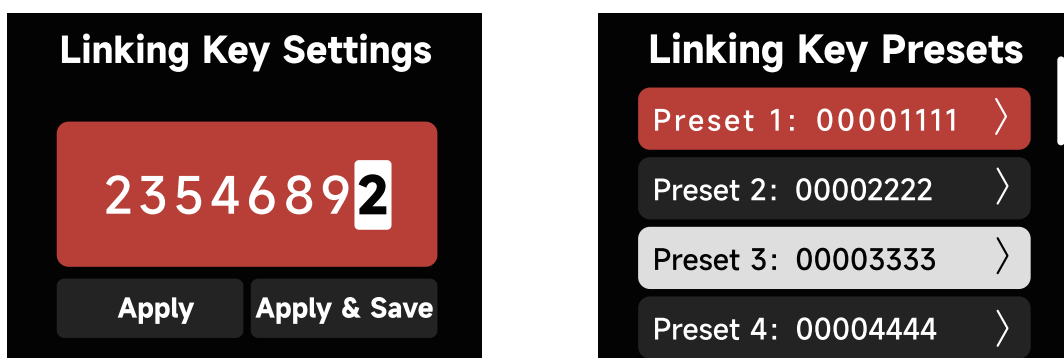 Linking Key Settings
23546892
Apply
Apply & Save
Linking Key Presets
Preset 1: 00001111
Preset 2: 00002222
Preset 3: 00003333
Preset 4: 00004444